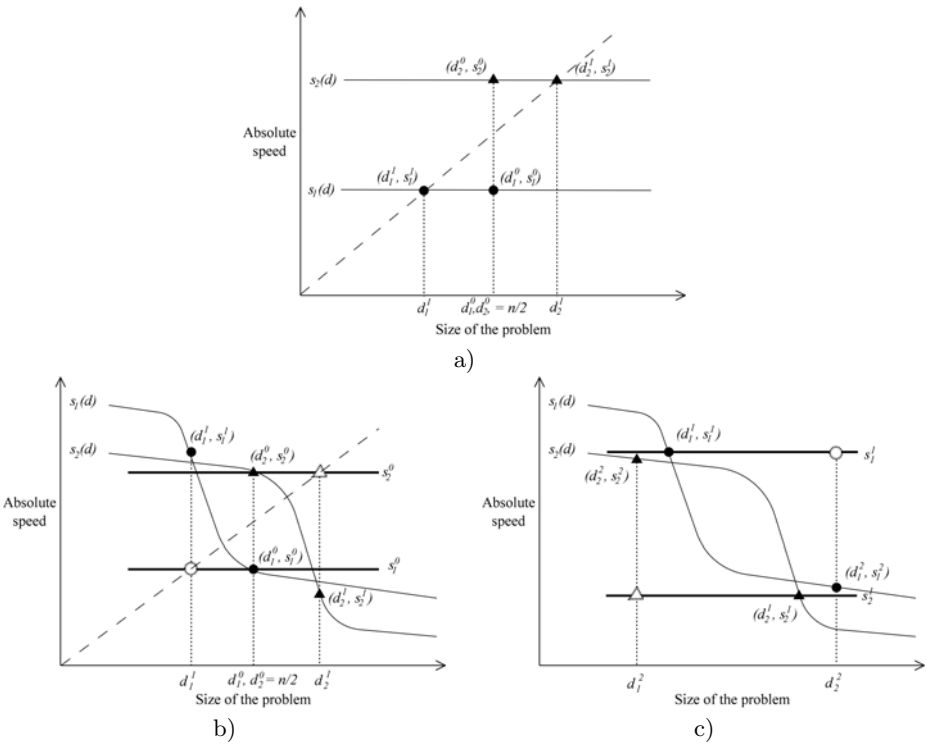 (d₂⁰, s₂⁰) (d₂¹, s₂¹)
s₂(d)
Absolute
speed
(d₁¹, s₁¹) (d₁⁰, s₁⁰)
s₁(d)
d₁¹ d₁⁰,d₂⁰, = n/2 d₂¹
Size of the problem
a)
s₁(d)
(d₁¹, s₁¹)
s₂(d)
(d₂⁰, s₂⁰)
s₂⁰
Absolute
speed
(d₁⁰, s₁⁰)
s₁⁰
(d₂¹, s₂¹)
d₁¹ d₁⁰, d₂⁰ = n/2 d₂¹
Size of the problem
b)
s₁(d)
(d₁¹, s₁¹)
s₂(d)
s₁¹
(d₂², s₂²)
Absolute
speed
(d₁², s₁²)
s₂¹
(d₂¹, s₂¹)
d₁² d₂²
Size of the problem
c)